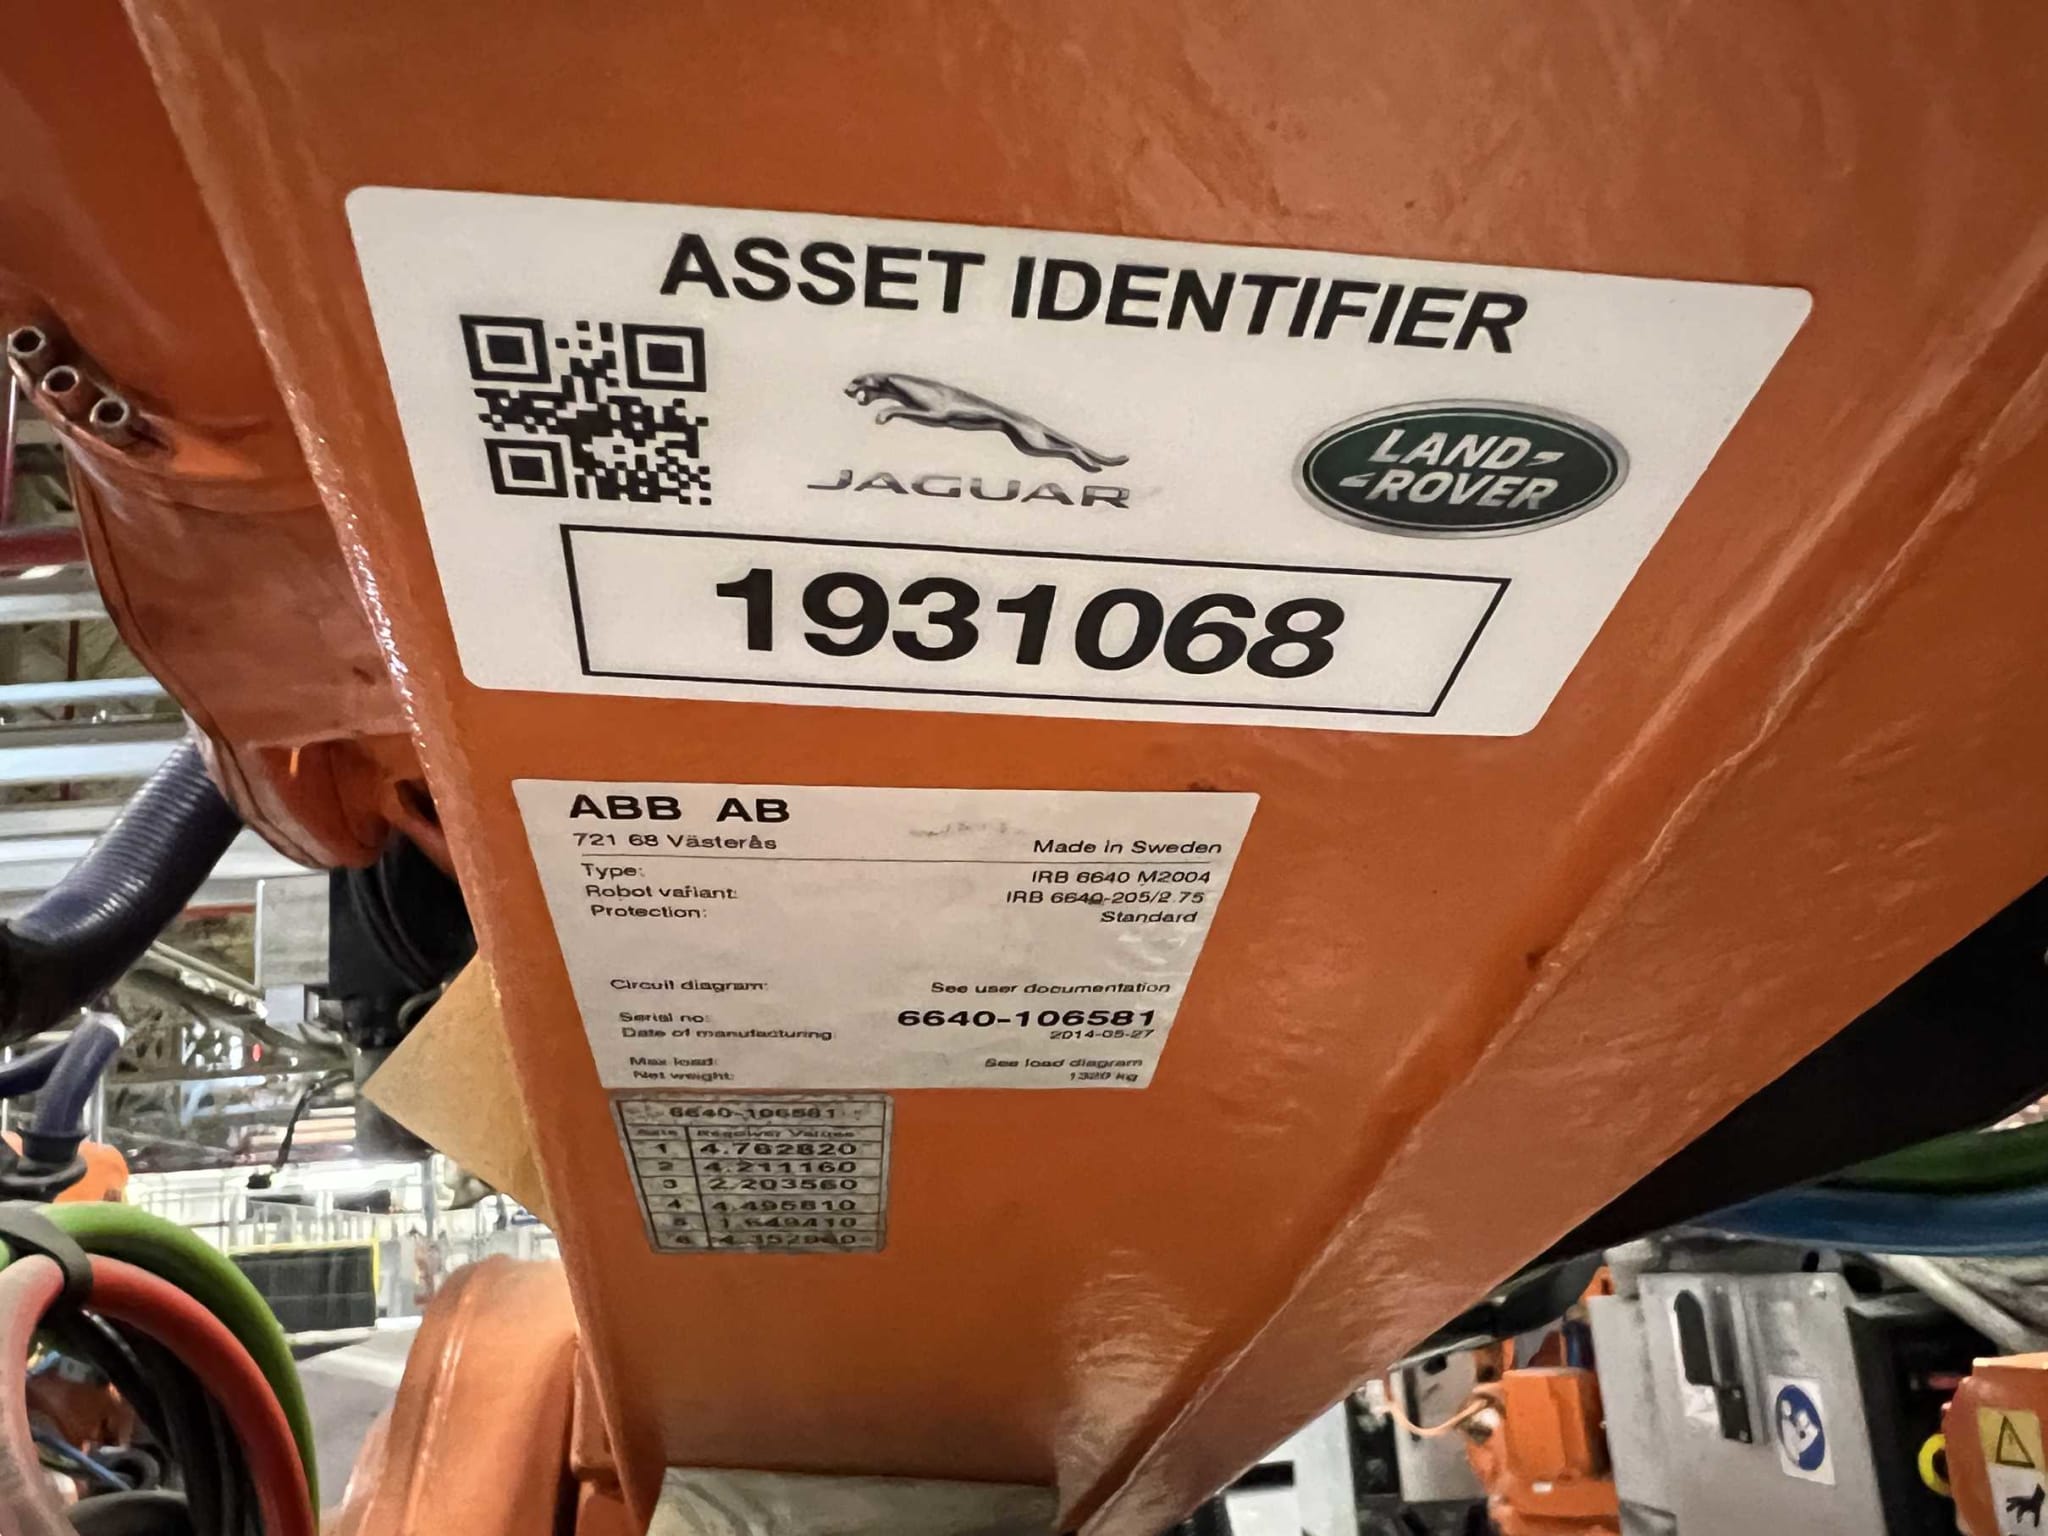 ASSET IDENTIFIER
JAGUAR
LAND-
-ROVER
1931068
ABB AB
721 68 Västerås
Made in Sweden
Type: IRB 6640 M2004
Robot variant: IRB 6640-205/2.75
Protection: Standard
Circuit diagram: See user documentation
Serial no: 6640-106581
Date of manufacturing: 2014-05-27
Max load: See load diagram
Net weight: 1320 kg
6640-106581
Axis Resolver Values
1 4.762820
2 4.211160
3 2.203560
4 4.495810
5 1.649410
6